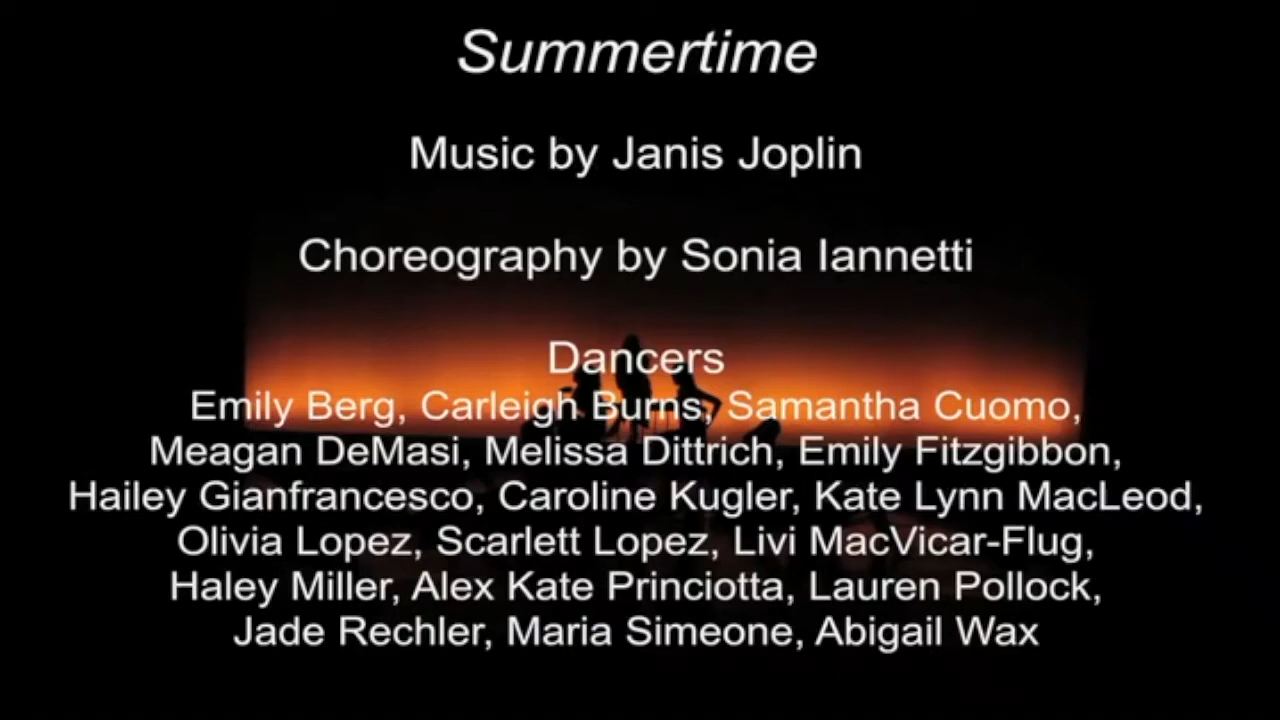 Summertime
Music by Janis Joplin
Choreography by Sonia Iannetti
Dancers
Emily Berg, Carleigh Burns, Samantha Cuomo,
Meagan DeMasi, Melissa Dittrich, Emily Fitzgibbon,
Hailey Gianfrancesco, Caroline Kugler, Kate Lynn MacLeod,
Olivia Lopez, Scarlett Lopez, Livi MacVicar-Flug,
Haley Miller, Alex Kate Princiotta, Lauren Pollock,
Jade Rechler, Maria Simeone, Abigail Wax